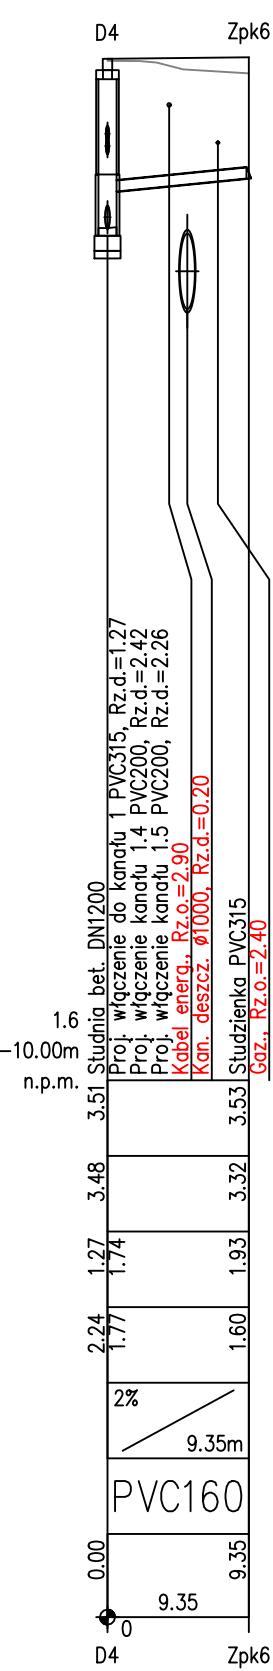 D4 Zpk6
Studnia bet. DN1200
Proj. włączenie do kanału 1 PVC315, Rz.d.=1.27
Proj. włączenie kanału 1.4 PVC200, Rz.d.=2.42
Proj. włączenie kanału 1.5 PVC200, Rz.d.=2.26
Kabel energ., Rz.o.=2.90
Kan. deszcz. ø1000, Rz.d.=0.20
Studzienka PVC315
Gaz., Rz.o.=2.40
1.6
-10.00m
n.p.m.
3.51 3.53
3.48 3.32
1.27 1.74 1.93
2.24 1.77 1.60
2%
9.35m
PVC160
0.00 9.35
9.35
0
D4 Zpk6